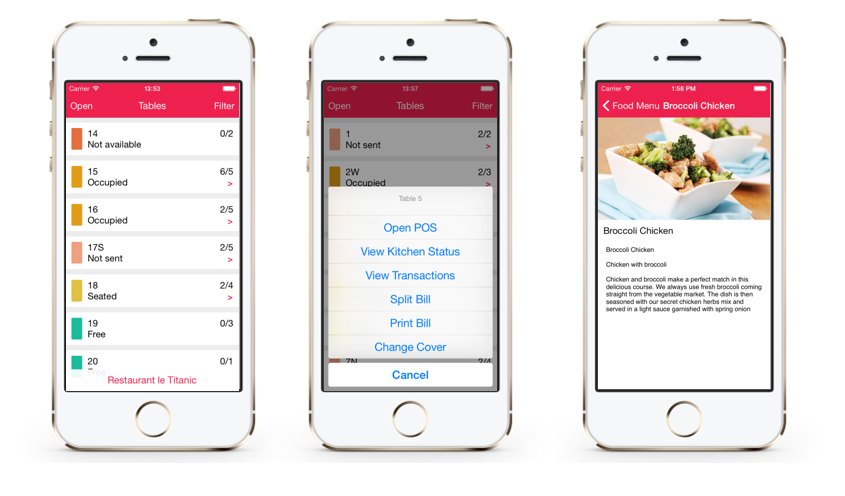 Carrier 13:53
Open Tables Filter
14 0/2
Not available
15 6/5
Occupied >
16 2/5
Occupied >
17S 2/5
Not sent >
18 2/4
Seated >
19 0/3
Free
20 0/1
Free
Restaurant le Titanic
Carrier 13:57
Open Tables Filter
1 2/2
Not sent >
2W 2/3
Occupied >
Table 5
Open POS
View Kitchen Status
View Transactions
Split Bill
Print Bill
Change Cover
7N 2/4
Cancel
Carrier 1:58 PM
Food Menu Broccoli Chicken
Broccoli Chicken
Broccoli Chicken
Chicken with broccoli
Chicken and broccoli make a perfect match in this
delicious course. We always use fresh broccoli coming
straight from the vegetable market. The dish is then
seasoned with our secret chicken herbs mix and
served in a light sauce garnished with spring onion